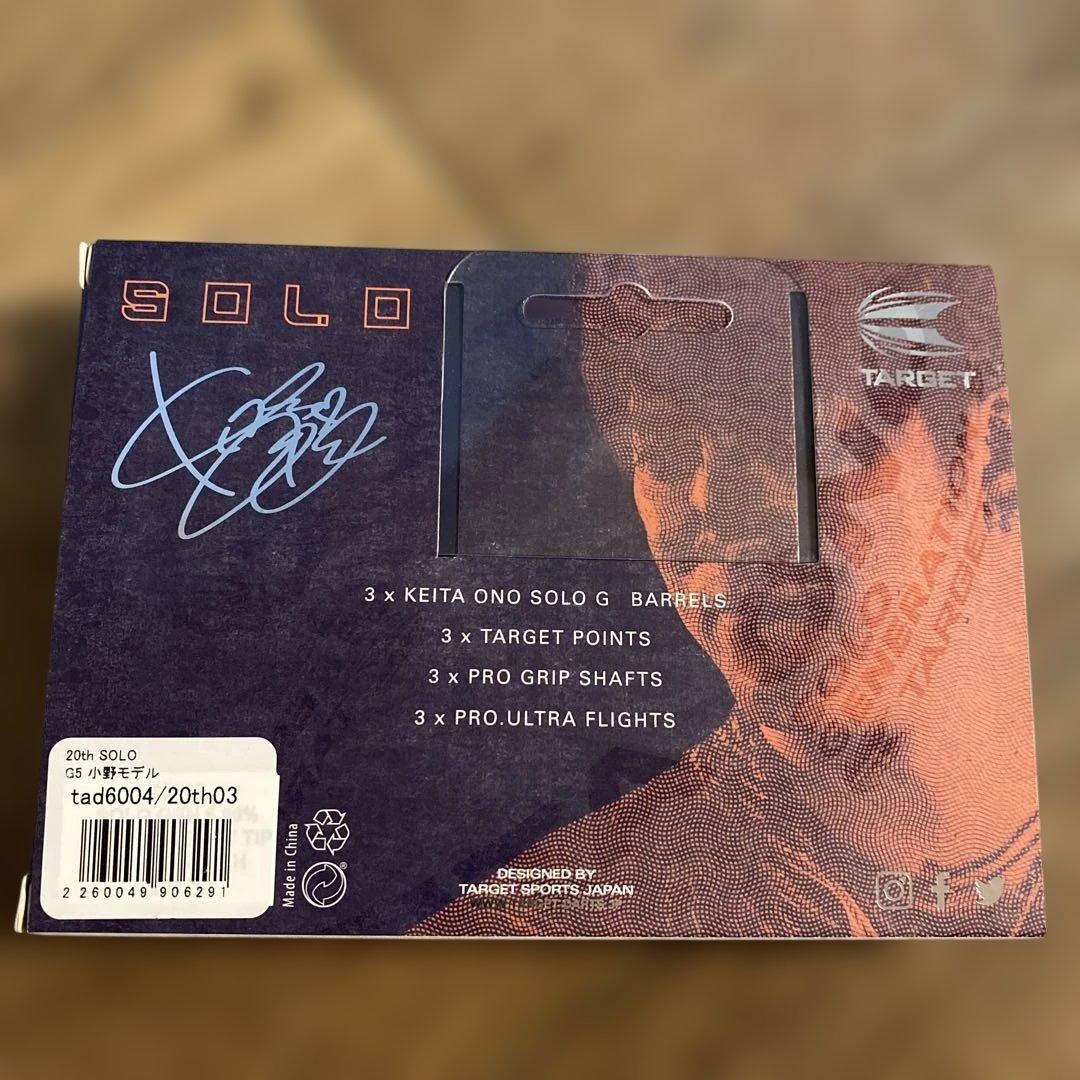 SOLO
TARGET
3 x KEITA ONO SOLO G BARRELS
3 x TARGET POINTS
3 x PRO GRIP SHAFTS
3 x PRO.ULTRA FLIGHTS
20th SOLO
G5 小野モデル
tad6004/20th03
2 260049 906291
Made in China
DESIGNED BY
TARGET SPORTS JAPAN